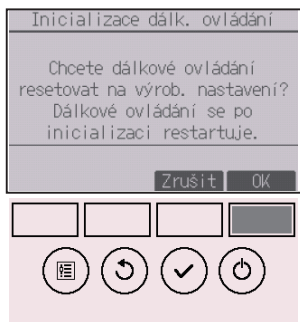 Inicializace dálk. ovládání
Chcete dálkové ovládání
resetovat na výrob. nastavení?
Dálkové ovládání se po
inicializaci restartuje.
Zrušit OK